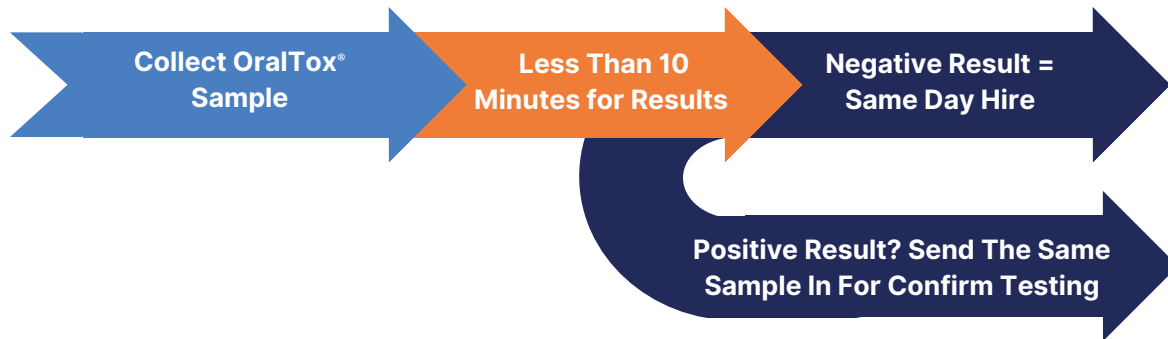 Collect OralTox®
Sample
Less Than 10
Minutes for Results
Negative Result =
Same Day Hire
Positive Result? Send The Same
Sample In For Confirm Testing